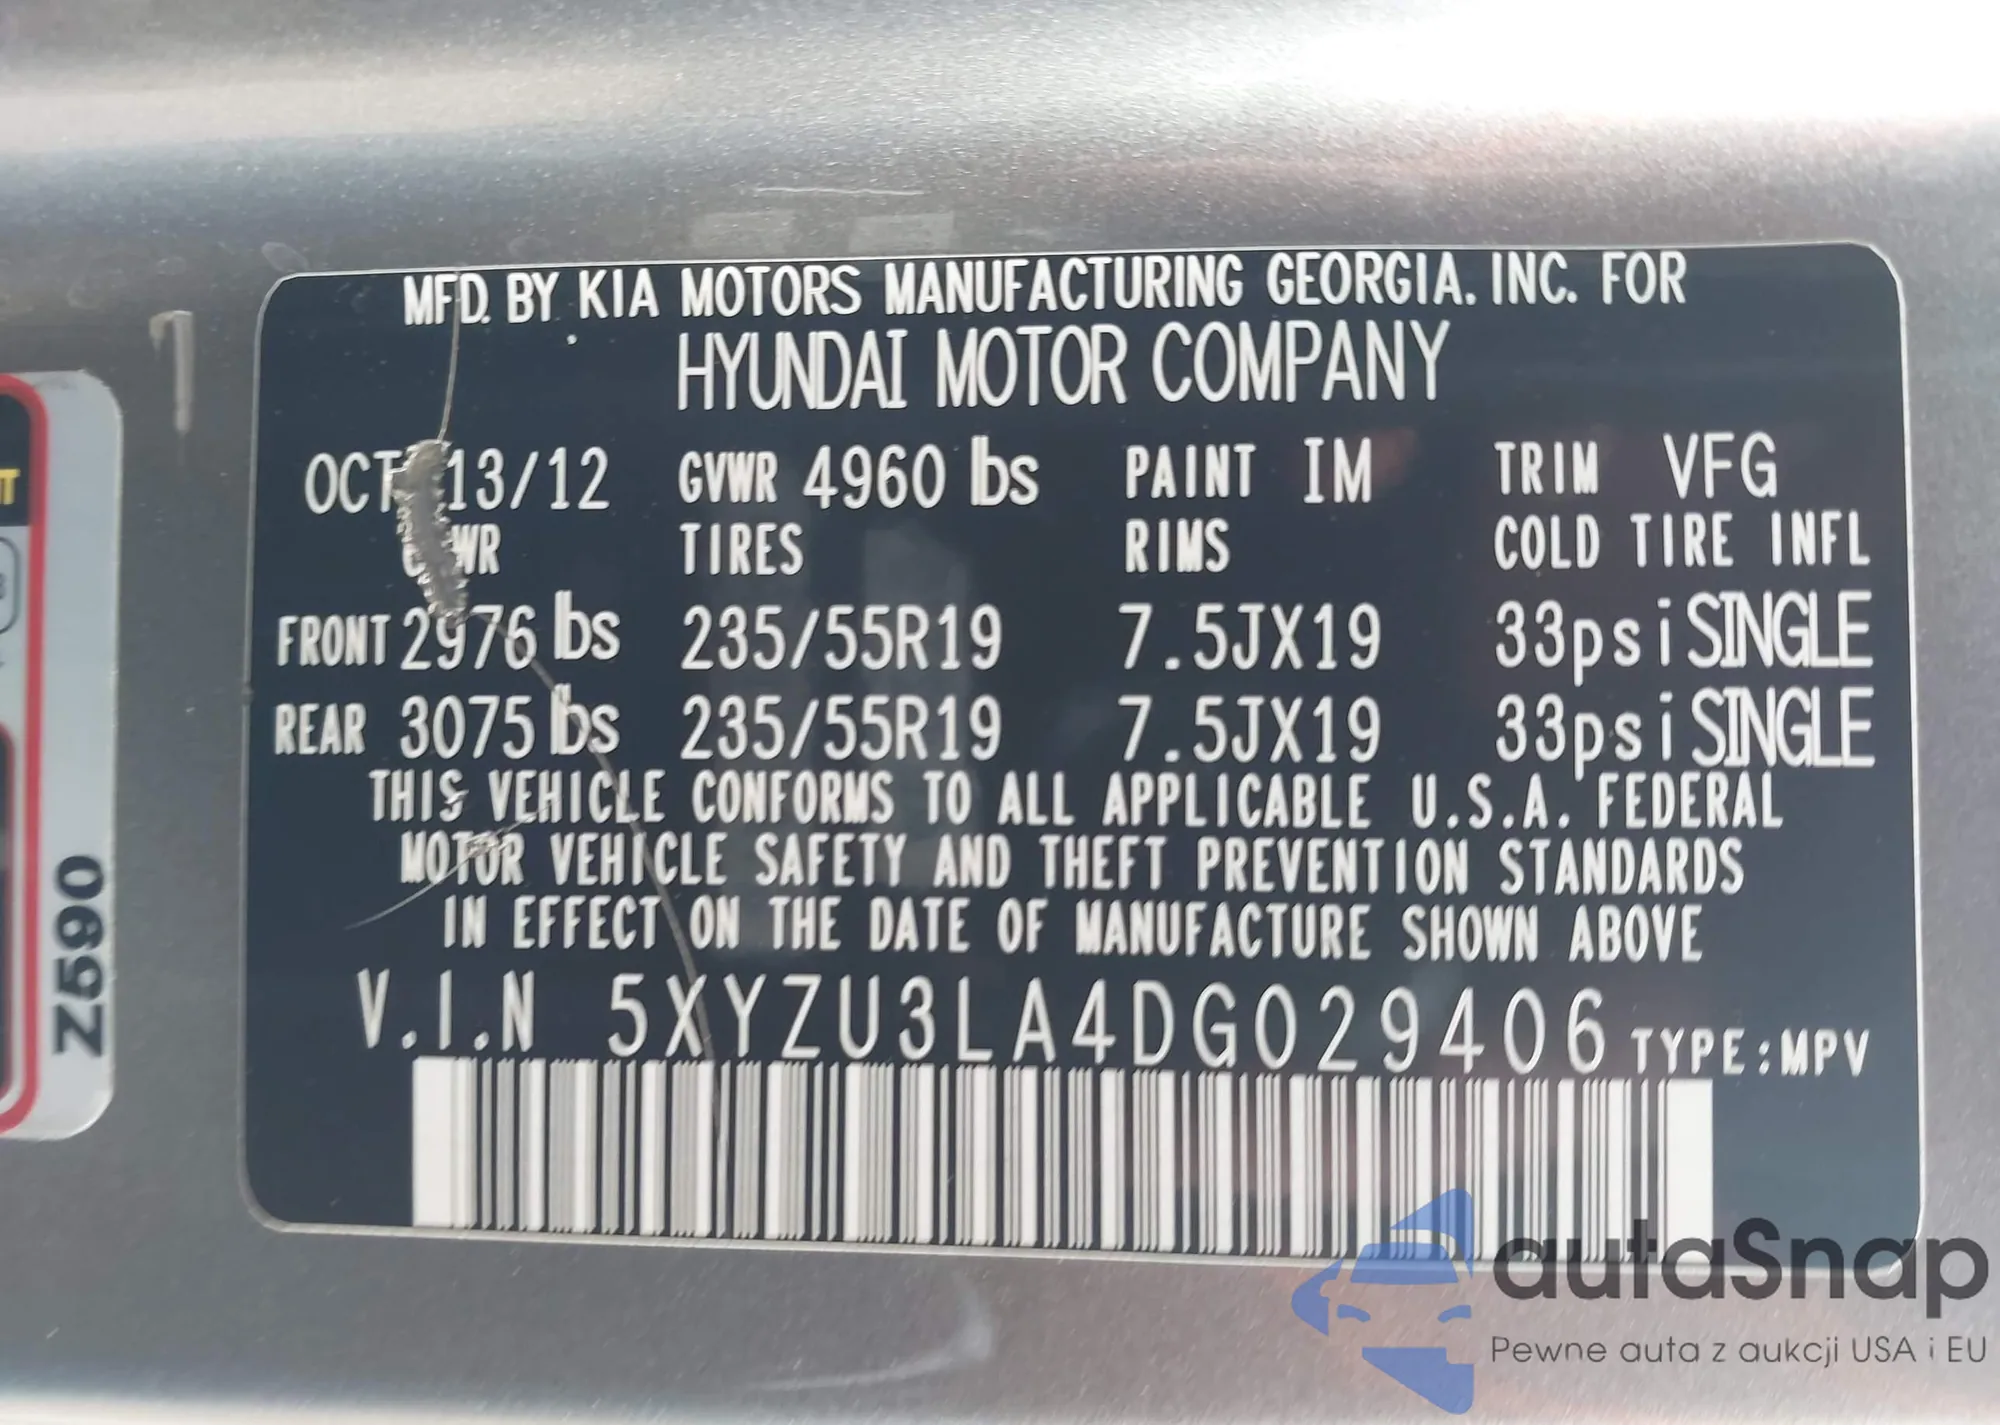 MFD. BY KIA MOTORS MANUFACTURING GEORGIA. INC. FOR
HYUNDAI MOTOR COMPANY
OCT 13/12 GVWR 4960 lbs PAINT IM TRIM VFG
TIRES RIMS COLD TIRE INFL
FRONT 2976 lbs 235/55R19 7.5JX19 33psi SINGLE
REAR 3075 lbs 235/55R19 7.5JX19 33psi SINGLE
THIS VEHICLE CONFORMS TO ALL APPLICABLE U.S.A. FEDERAL
MOTOR VEHICLE SAFETY AND THEFT PREVENTION STANDARDS
IN EFFECT ON THE DATE OF MANUFACTURE SHOWN ABOVE
V.I.N 5XYZU3LA4DG029406 TYPE:MPV
Z590
autaSnap
Pewne auta z aukcji USA i EU